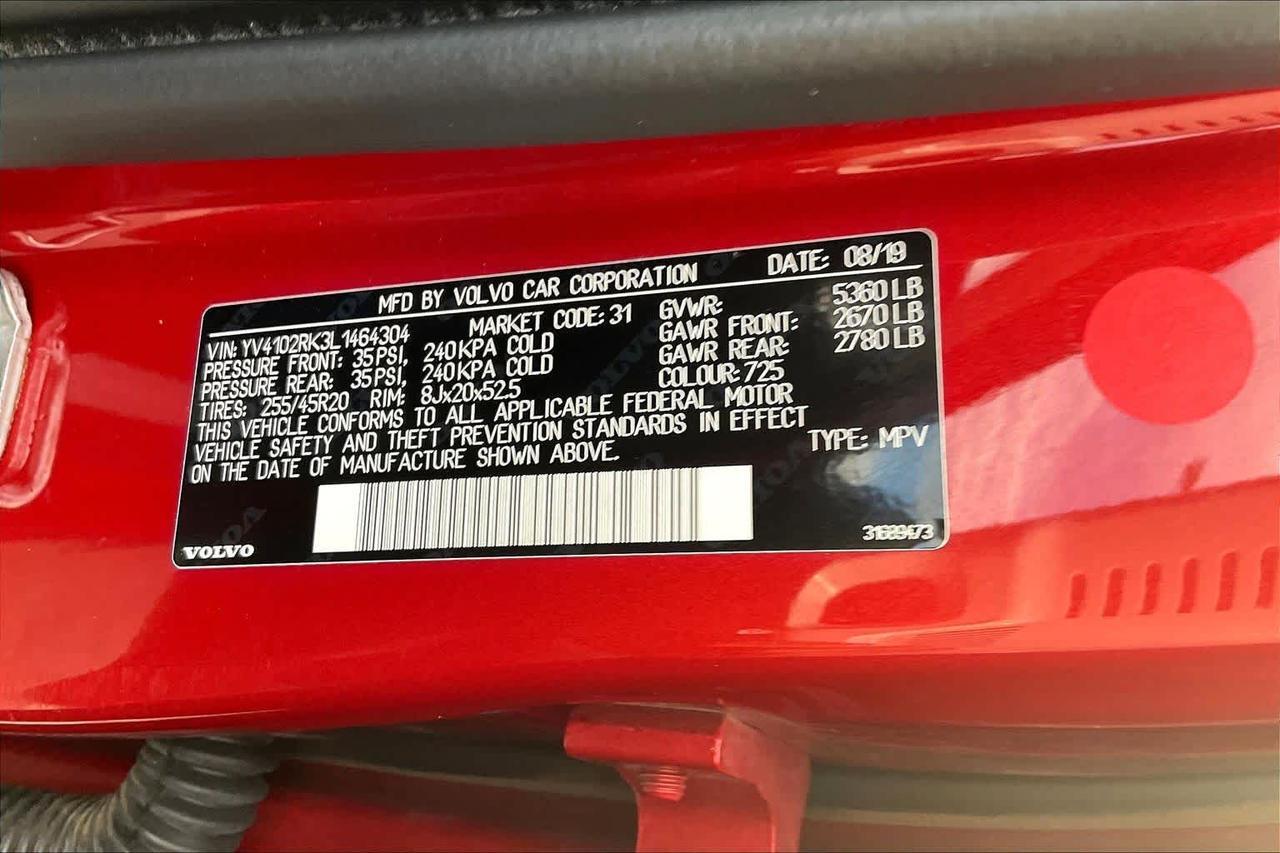 MFD BY VOLVO CAR CORPORATION DATE: 08/19
VIN: YV4102RK3L1464304 MARKET CODE: 31 GVWR: 5360 LB
PRESSURE FRONT: 35 PSI, 240 KPA COLD GAWR FRONT: 2670 LB
PRESSURE REAR: 35 PSI, 240 KPA COLD GAWR REAR: 2780 LB
TIRES: 255/45R20 RIM: 8Jx20x52.5 COLOUR: 725
THIS VEHICLE CONFORMS TO ALL APPLICABLE FEDERAL MOTOR
VEHICLE SAFETY AND THEFT PREVENTION STANDARDS IN EFFECT
ON THE DATE OF MANUFACTURE SHOWN ABOVE. TYPE: MPV
VOLVO